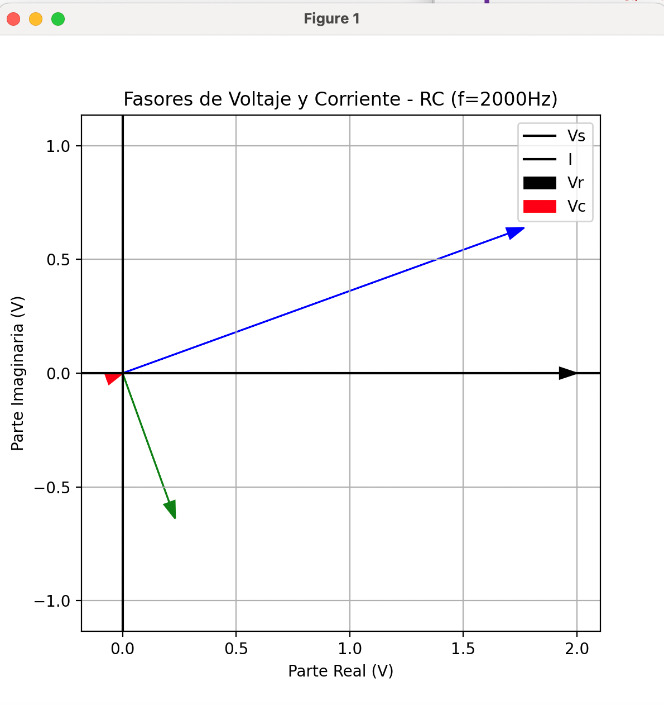 Figure 1
Fasores de Voltaje y Corriente - RC (f=2000Hz)
Vs
I
Vr
Vc
1.0
0.5
0.0
−0.5
−1.0
Parte Imaginaria (V)
0.0 0.5 1.0 1.5 2.0
Parte Real (V)